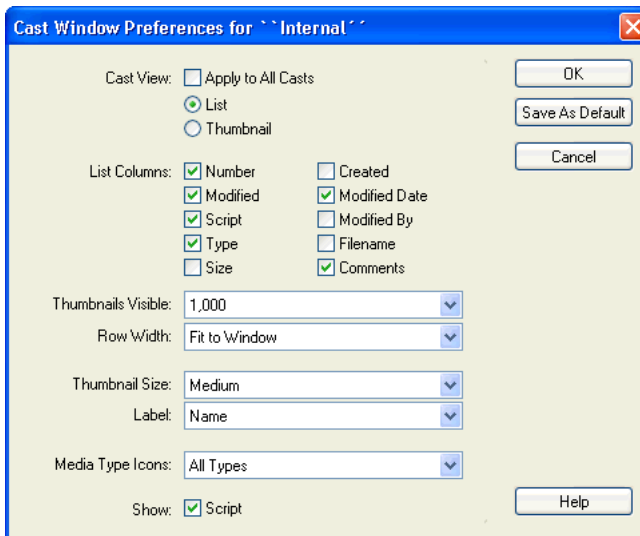 Cast Window Preferences for ``Internal´´
Cast View: Apply to All Casts
List
Thumbnail
OK
Save As Default
Cancel
List Columns: Number Created
Modified Modified Date
Script Modified By
Type Filename
Size Comments
Thumbnails Visible: 1,000
Row Width: Fit to Window
Thumbnail Size: Medium
Label: Name
Media Type Icons: All Types
Show: Script
Help